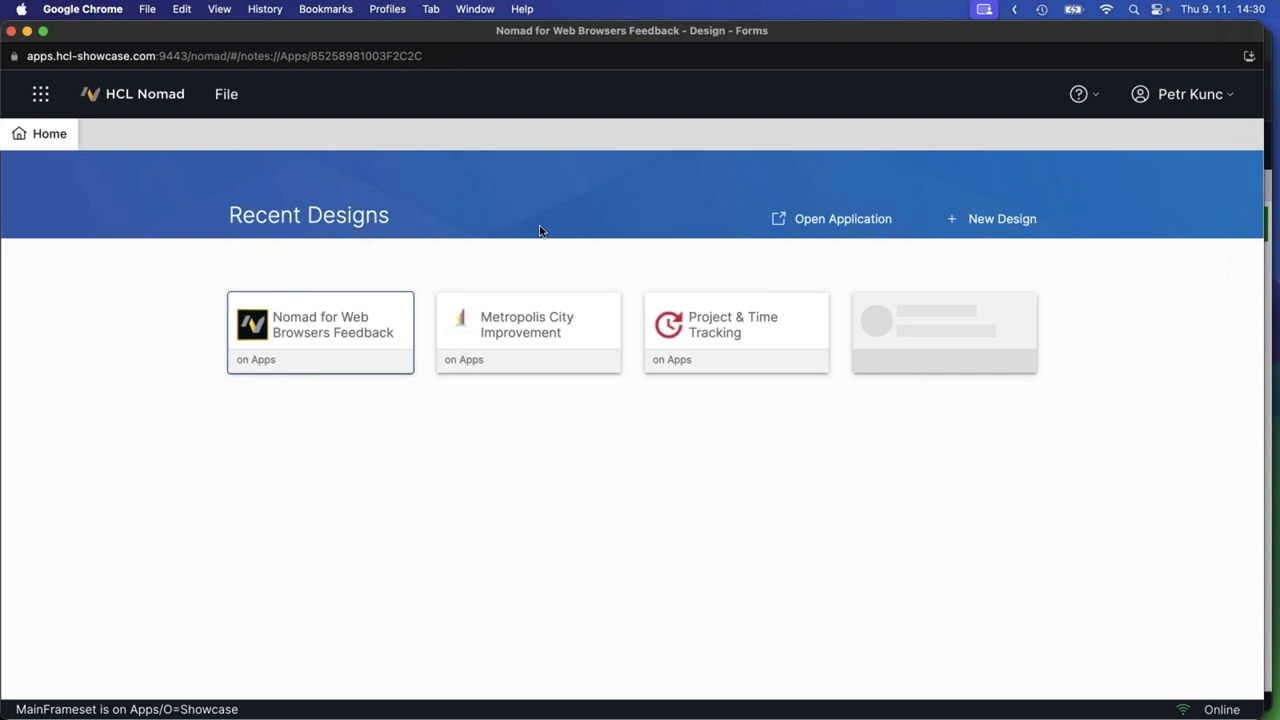 Google Chrome File Edit View History Bookmarks Profiles Tab Window Help Thu 9. 11. 14:30
Nomad for Web Browsers Feedback - Design - Forms
apps.hcl-showcase.com:9443/nomad/#/notes://Apps/85258981003F2C2C
HCL Nomad File ? Petr Kunc
Home
Recent Designs Open Application + New Design
Nomad for Web
Browsers Feedback
on Apps
Metropolis City
Improvement
on Apps
Project & Time
Tracking
on Apps
MainFrameset is on Apps/O=Showcase Online